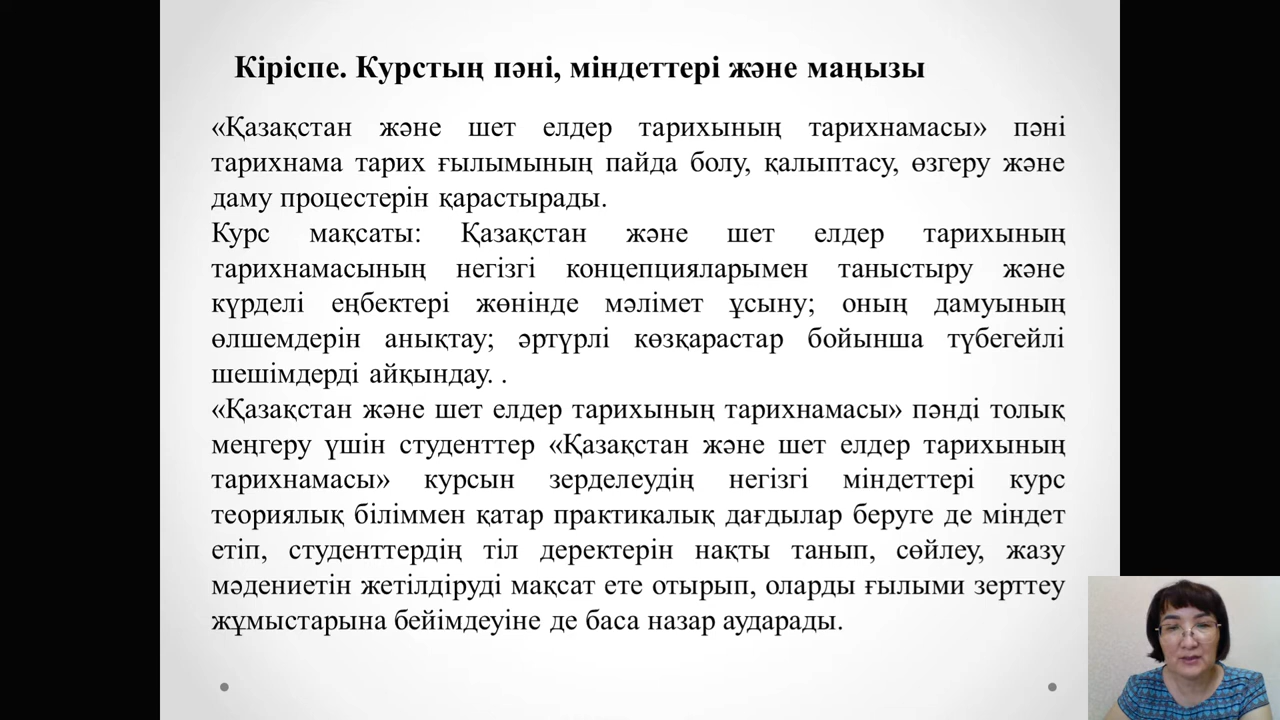 Кіріспе. Курстың пәні, міндеттері және маңызы
«Қазақстан және шет елдер тарихының тарихнамасы» пәні
тарихнама тарих ғылымының пайда болу, қалыптасу, өзгеру және
даму процестерін қарастырады.
Курс мақсаты: Қазақстан және шет елдер тарихының
тарихнамасының негізгі концепцияларымен таныстыру және
күрделі еңбектері жөнінде мәлімет ұсыну; оның дамуының
өлшемдерін анықтау; әртүрлі көзқарастар бойынша түбегейлі
шешімдерді айқындау. .
«Қазақстан және шет елдер тарихының тарихнамасы» пәнді толық
меңгеру үшін студенттер «Қазақстан және шет елдер тарихының
тарихнамасы» курсын зерделеудің негізгі міндеттері курс
теориялық біліммен қатар практикалық дағдылар беруге де міндет
етіп, студенттердің тіл деректерін нақты танып, сөйлеу, жазу
мәдениетін жетілдіруді мақсат ете отырып, оларды ғылыми зерттеу
жұмыстарына бейімдеуіне де баса назар аударады.